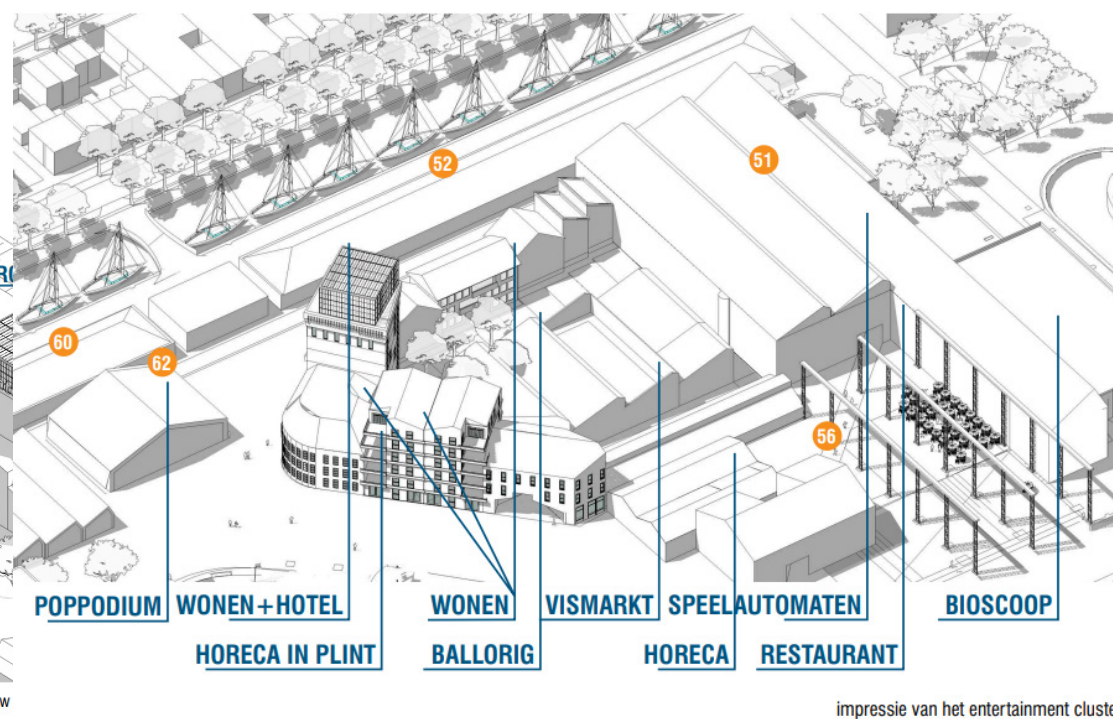 52
51
60
62
56
POPPODIUM WONEN+HOTEL WONEN VISMARKT SPEELAUTOMATEN BIOSCOOP
HORECA IN PLINT BALLORIG HORECA RESTAURANT
impressie van het entertainment cluste